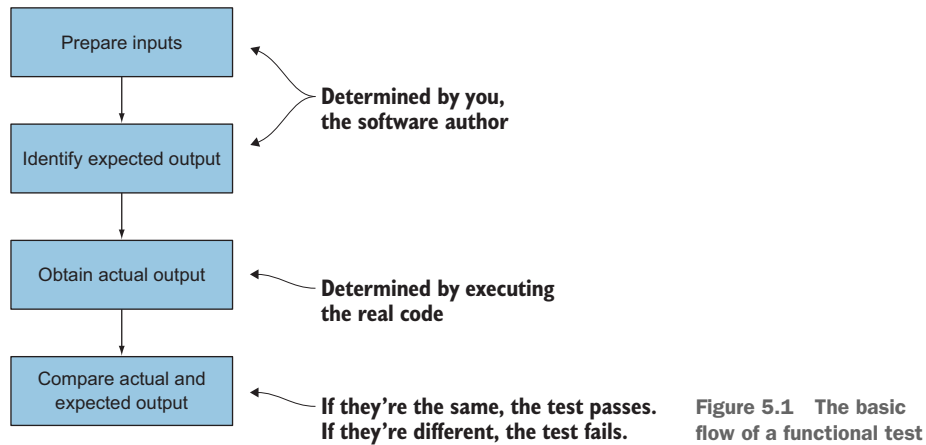 Prepare inputs
Determined by you,
the software author
Identify expected output
Obtain actual output
Determined by executing
the real code
Compare actual and
expected output
If they're the same, the test passes.
If they're different, the test fails.
Figure 5.1 The basic
flow of a functional test